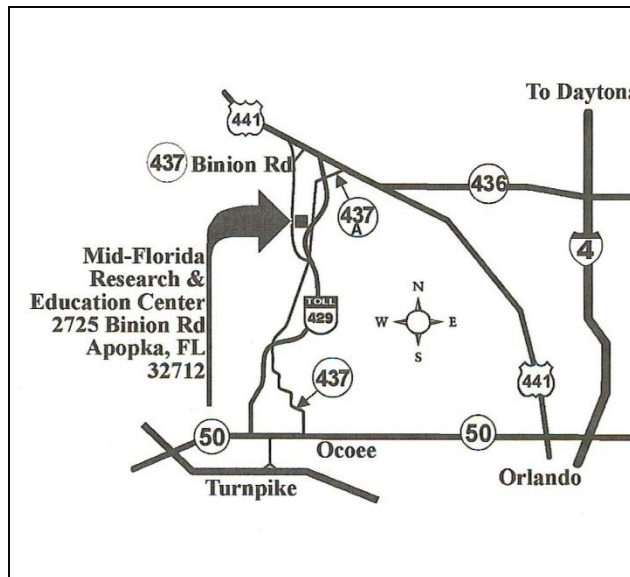 To Daytona
441
437 Binion Rd
436
437
A
4
Mid-Florida
Research &
Education Center
2725 Binion Rd
Apopka, FL
32712
N
W E
S
TOLL
429
437
441
50
50
Ocoee
Orlando
Turnpike